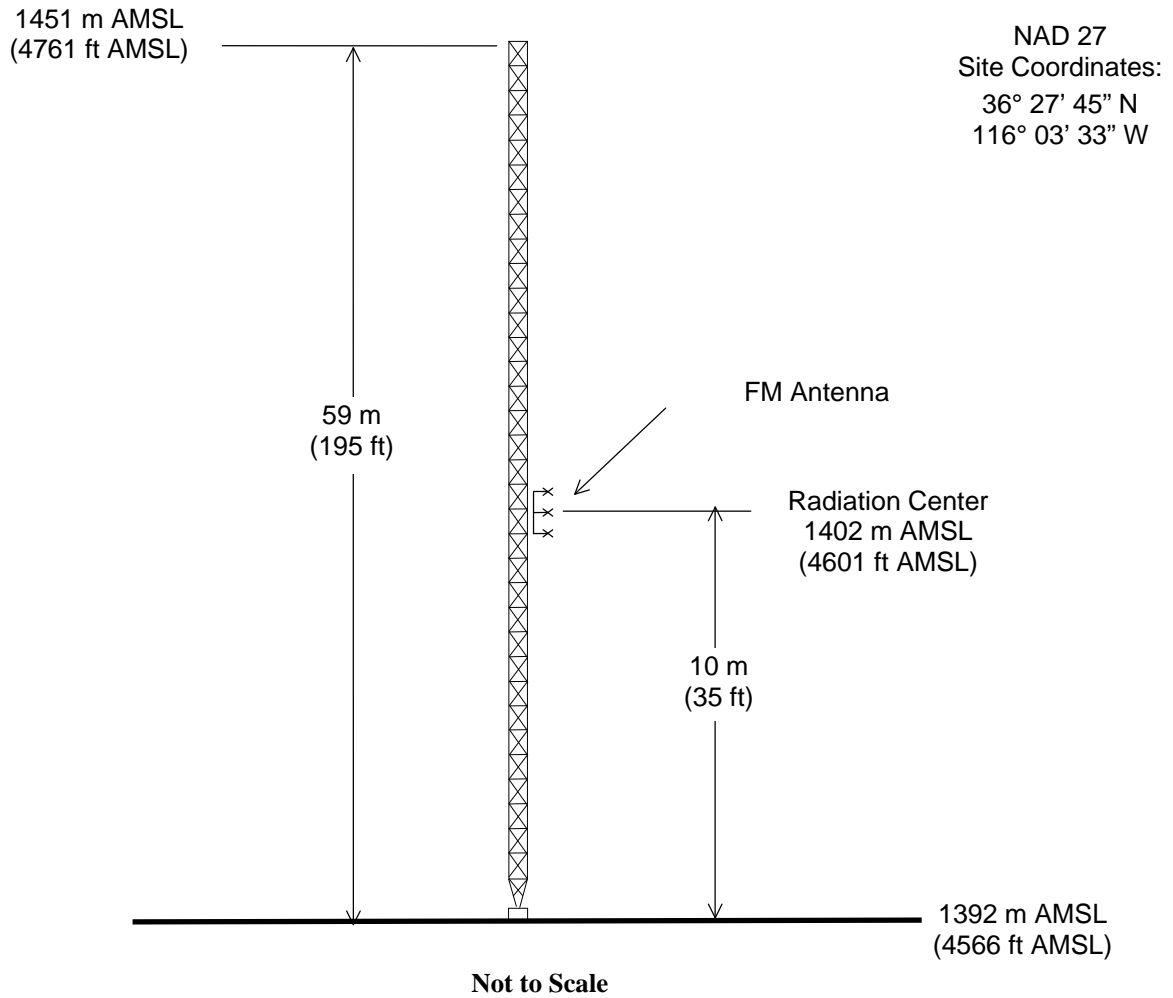 1451 m AMSL
(4761 ft AMSL)
NAD 27
Site Coordinates:
36° 27’ 45” N
116° 03’ 33” W
59 m
(195 ft)
FM Antenna
Radiation Center
1402 m AMSL
(4601 ft AMSL)
10 m
(35 ft)
1392 m AMSL
(4566 ft AMSL)
Not to Scale